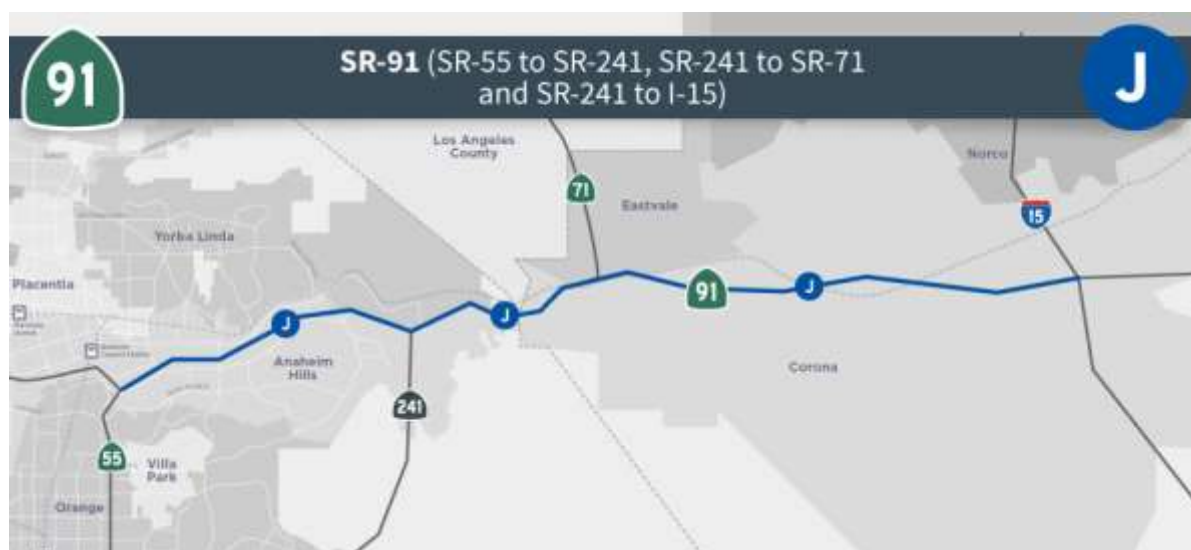 91
SR-91 (SR-55 to SR-241, SR-241 to SR-71
and SR-241 to I-15)
J
Los Angeles
County
Norco
71
Eastvale
15
Yorba Linda
Placentia
91
J
J
J
Anaheim
Hills
Corona
241
55
Villa
Park
Orange